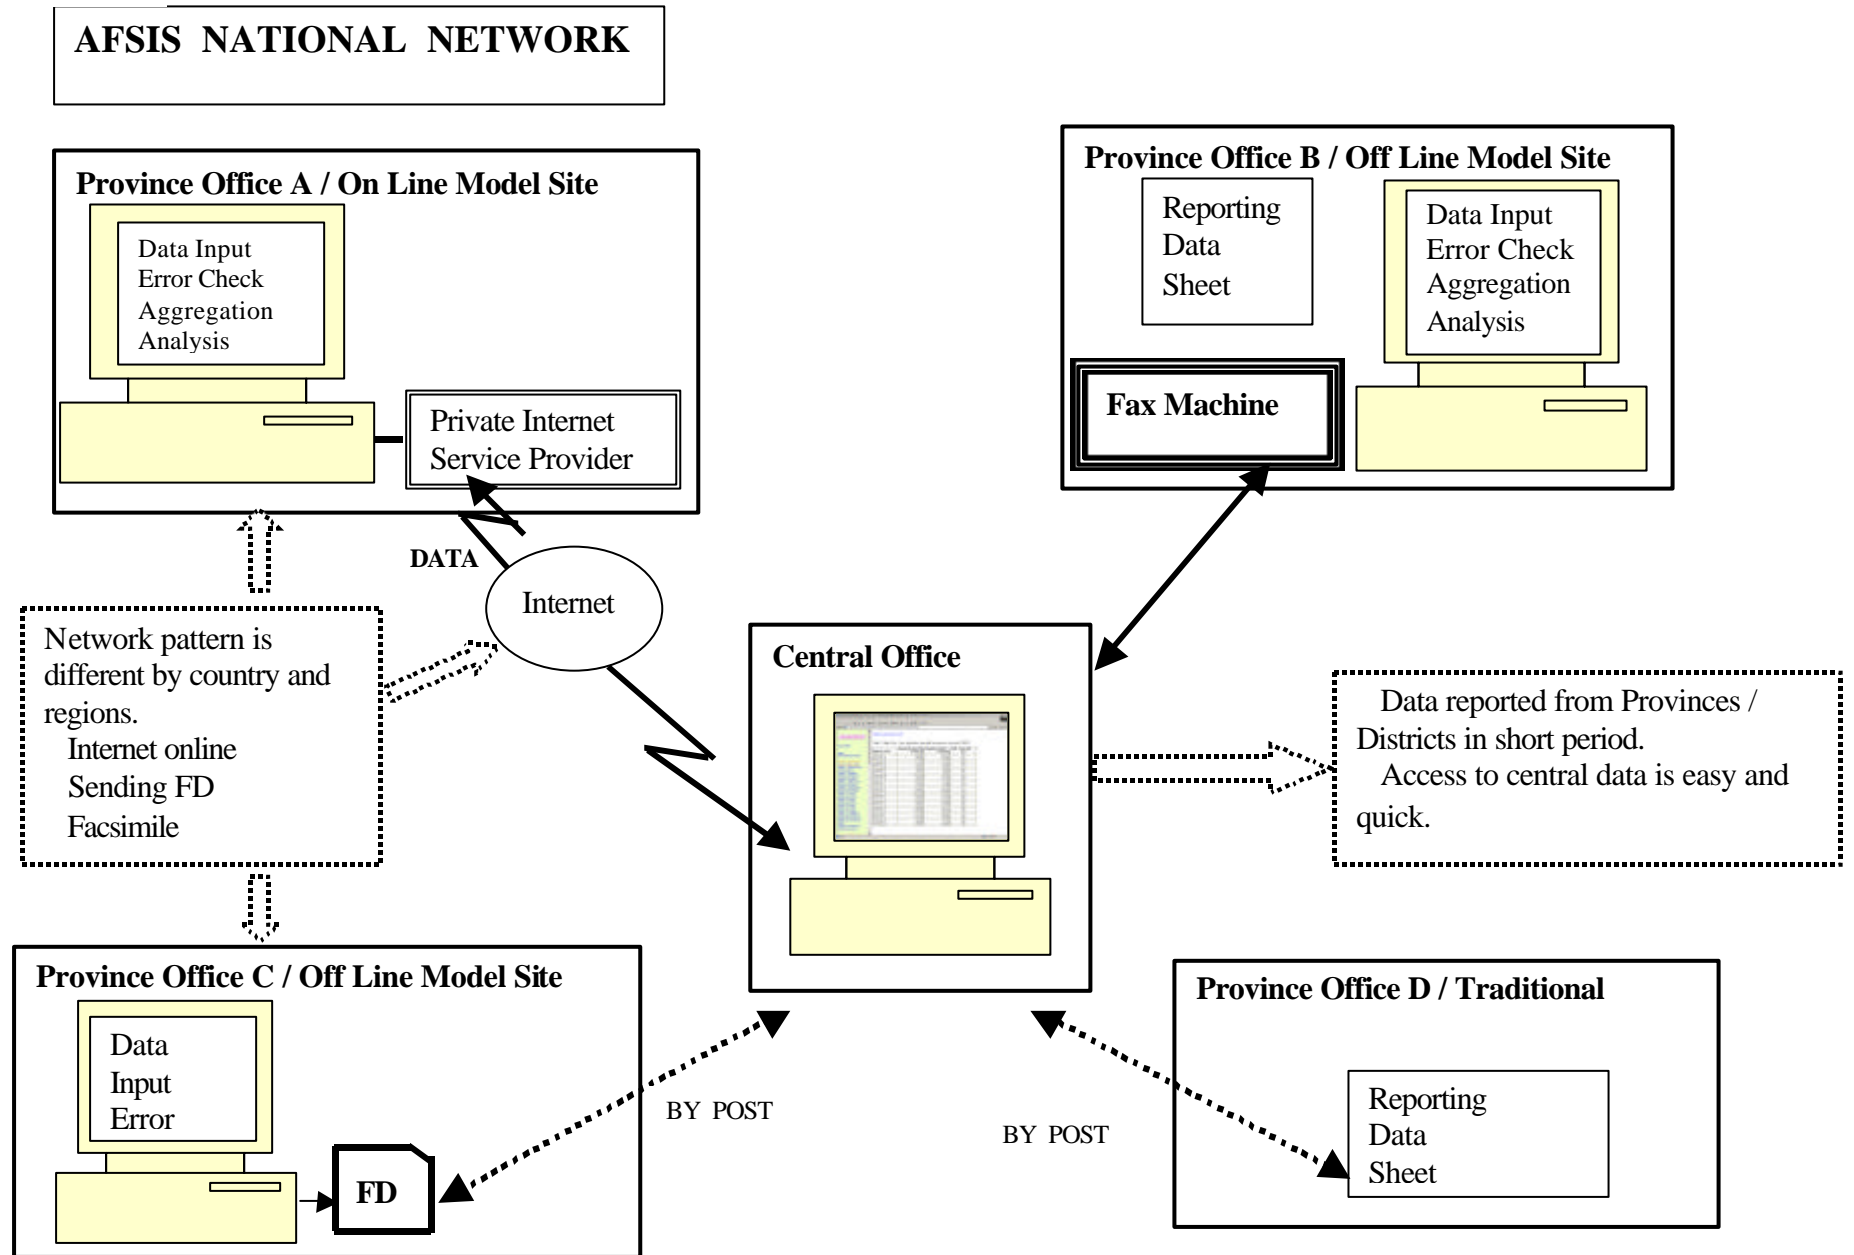 AFSIS NATIONAL NETWORK
Province Office A / On Line Model Site
Data Input
Error Check
Aggregation
Analysis
Private Internet
Service Provider
Province Office B / Off Line Model Site
Reporting
Data
Sheet
Data Input
Error Check
Aggregation
Analysis
Fax Machine
DATA
Internet
Network pattern is
different by country and
regions.
Internet online
Sending FD
Facsimile
Central Office
Data reported from Provinces /
Districts in short period.
Access to central data is easy and
quick.
Province Office C / Off Line Model Site
Data
Input
Error
FD
BY POST
BY POST
Province Office D / Traditional
Reporting
Data
Sheet